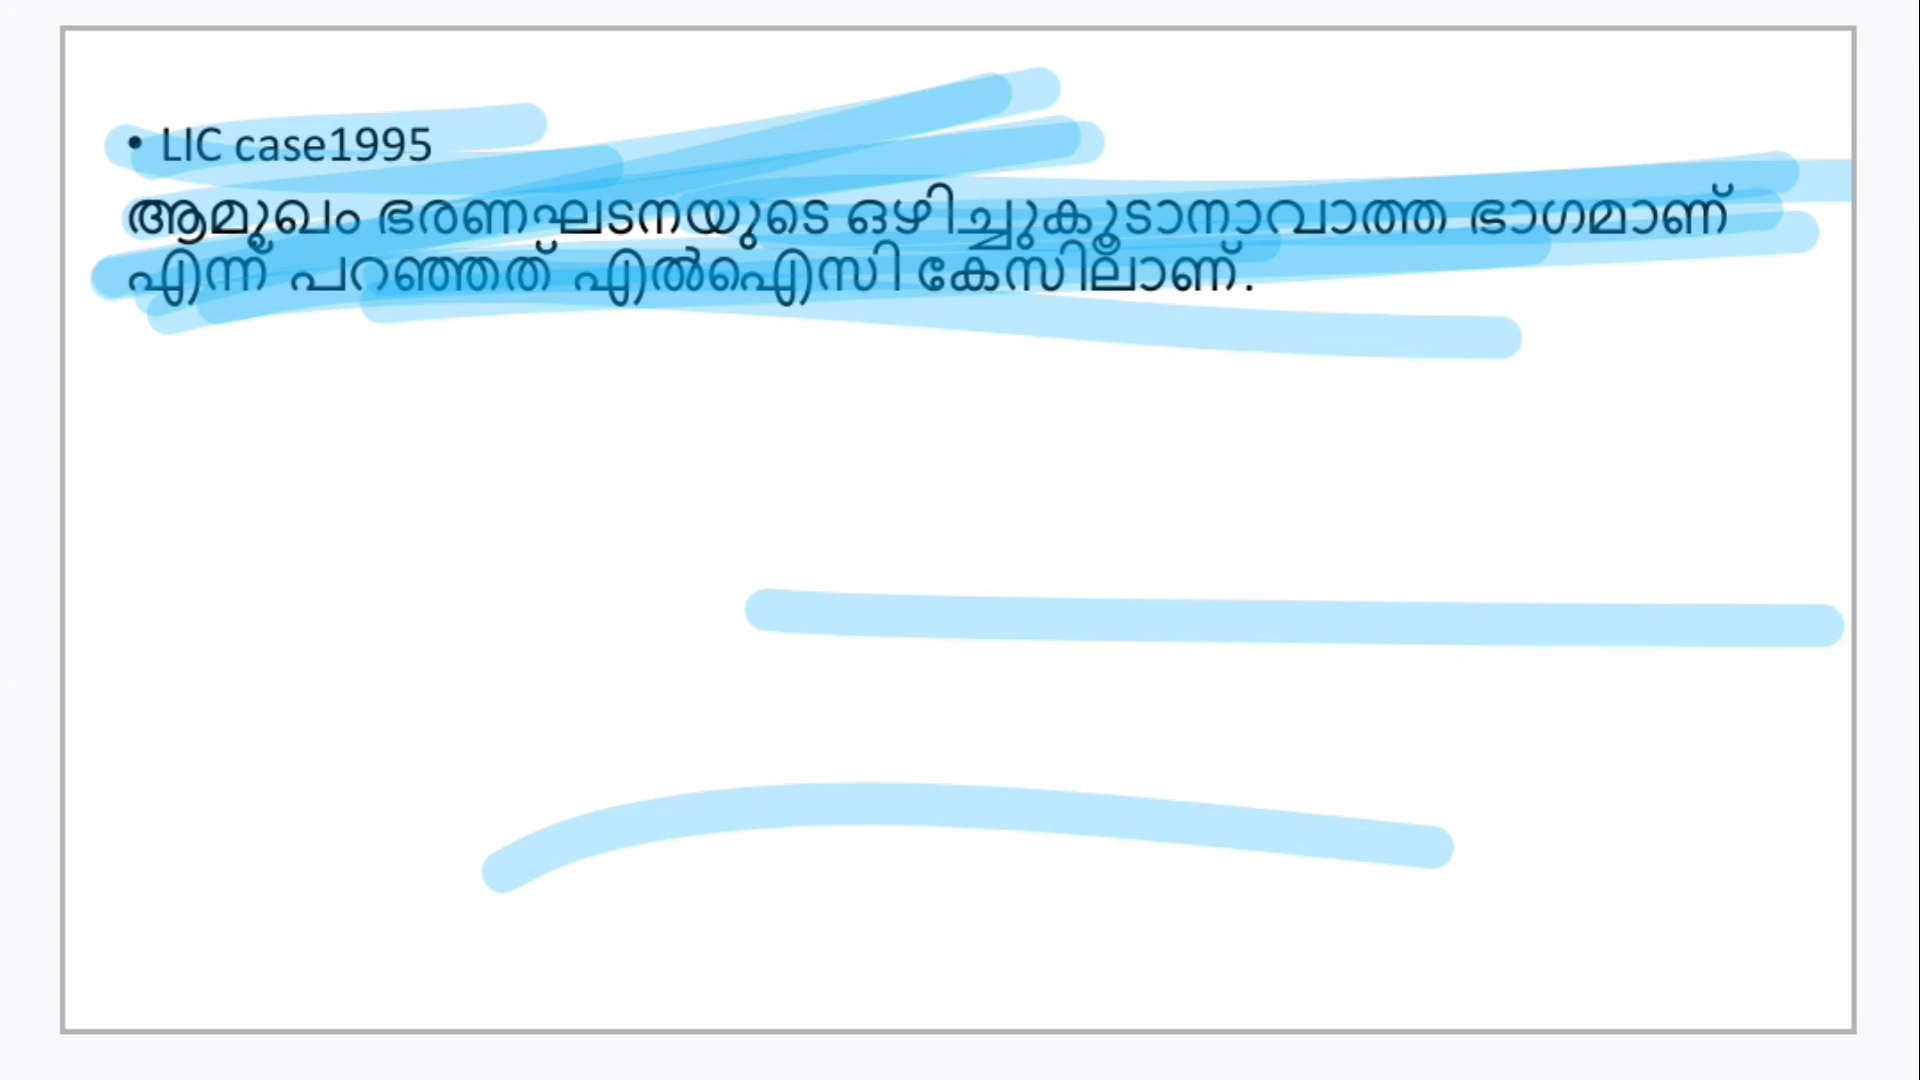 • LIC case1995
ആമുഖം ഭരണഘടനയുടെ ഒഴിച്ചുകൂടാനാവാത്ത ഭാഗമാണ്
എന്ന് പറഞ്ഞത് എൽഐസി കേസിലാണ്.